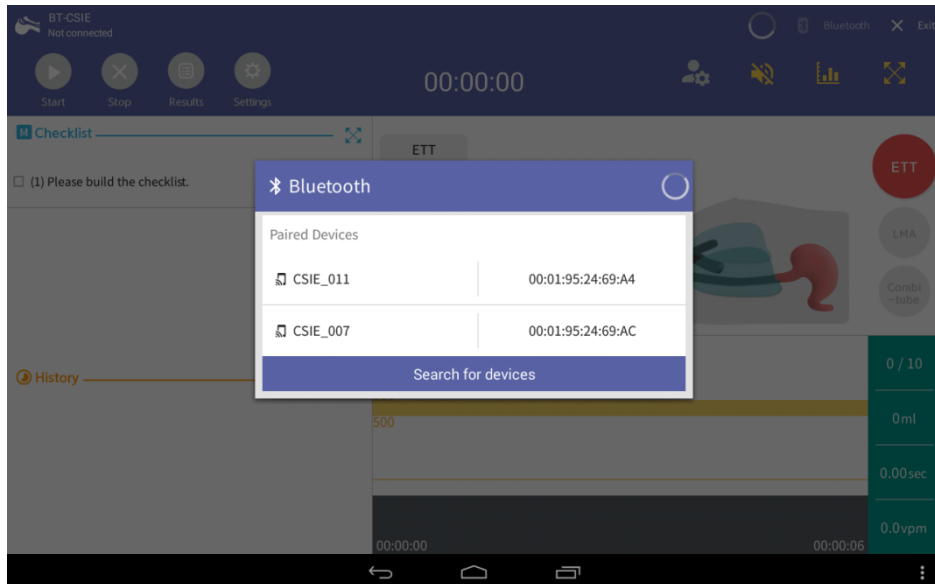 BT-CSIE
Not connected
Bluetooth
Exit
Start
Stop
Results
Settings
00:00:00
M Checklist
(1) Please build the checklist.
ETT
Bluetooth
Paired Devices
CSIE_011 00:01:95:24:69:A4
CSIE_007 00:01:95:24:69:AC
Search for devices
ETT
LMA
Combi
-tube
History
500
00:00:00
00:00:06
0 / 10
0ml
0.00sec
0.0vpm